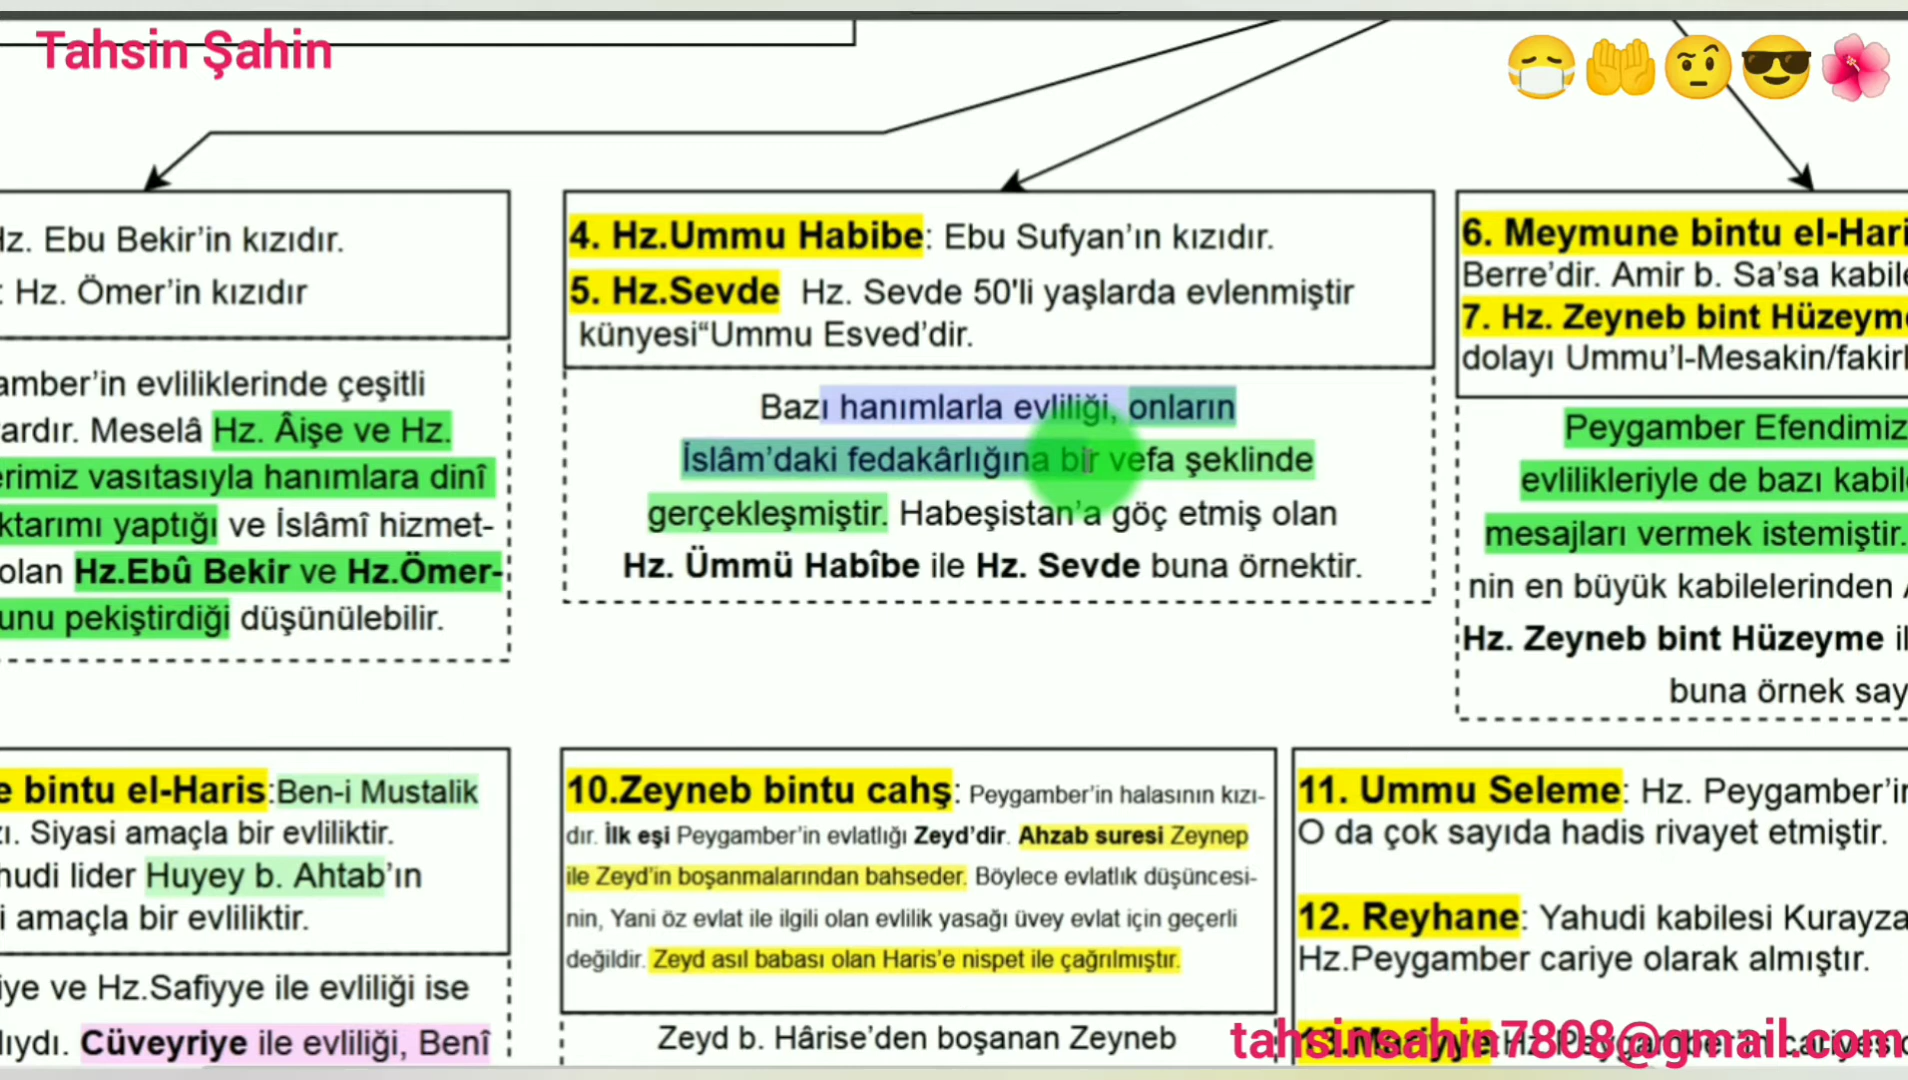 Tahsin Şahin
Hz. Ebu Bekir’in kızıdır.
: Hz. Ömer’in kızıdır
amber’in evliliklerinde çeşitli
ardır. Meselâ Hz. Âişe ve Hz.
erimiz vasıtasıyla hanımlara dinî
ktarımı yaptığı ve İslâmî hizmet-
olan Hz.Ebû Bekir ve Hz.Ömer-
unu pekiştirdiği düşünülebilir.
4. Hz.Ummu Habibe: Ebu Sufyan’ın kızıdır.
5. Hz.Sevde Hz. Sevde 50'li yaşlarda evlenmiştir
künyesi“Ummu Esved’dir.
Bazı hanımlarla evliliği, onların
İslâm’daki fedakârlığına bir vefa şeklinde
gerçekleşmiştir. Habeşistan’a göç etmiş olan
Hz. Ümmü Habîbe ile Hz. Sevde buna örnektir.
6. Meymune bintu el-Hari
Berre’dir. Amir b. Sa’sa kabile
7. Hz. Zeyneb bint Hüzeyme
dolayı Ummu’l-Mesakin/fakirl
Peygamber Efendimiz
evlilikleriyle de bazı kabile
mesajları vermek istemiştir.
nin en büyük kabilelerinden
Hz. Zeyneb bint Hüzeyme il
buna örnek say
e bintu el-Haris:Ben-i Mustalik
ı. Siyasi amaçla bir evliliktir.
hudi lider Huyey b. Ahtab’ın
i amaçla bir evliliktir.
iye ve Hz.Safiyye ile evliliği ise
lıydı. Cüveyriye ile evliliği, Benî
10.Zeyneb bintu cahş: Peygamber’in halasının kızı-
dır. İlk eşi Peygamber’in evlatlığı Zeyd’dir. Ahzab suresi Zeynep
ile Zeyd’in boşanmalarından bahseder. Böylece evlatlık düşüncesi-
nin, Yani öz evlat ile ilgili olan evlilik yasağı üvey evlat için geçerli
değildir. Zeyd asıl babası olan Haris’e nispet ile çağrılmıştır.
Zeyd b. Hârise’den boşanan Zeyneb
11. Ummu Seleme: Hz. Peygamber’in
O da çok sayıda hadis rivayet etmiştir.
12. Reyhane: Yahudi kabilesi Kurayza
Hz.Peygamber cariye olarak almıştır.
tahsinsahin7808@gmail.com